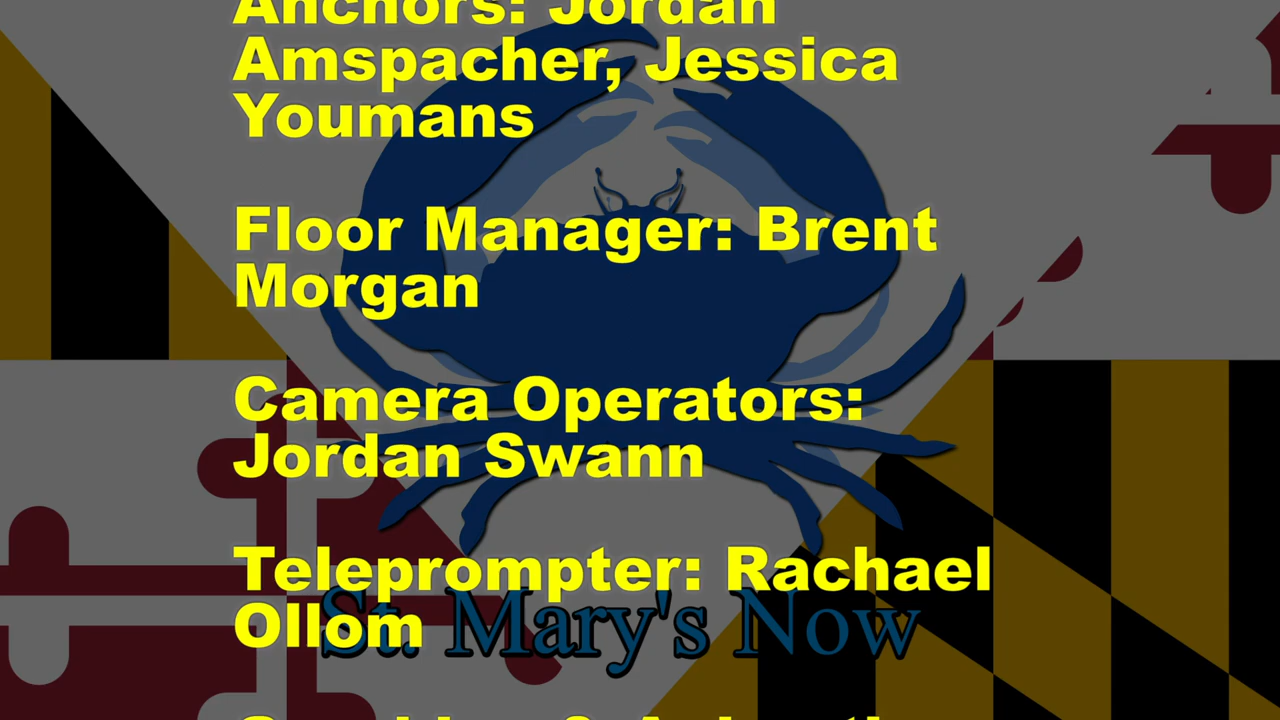 Anchors: Jordan
Amspacher, Jessica
Youmans
Floor Manager: Brent
Morgan
Camera Operators:
Jordan Swann
Teleprompter: Rachael
Ollom
St. Mary's Now